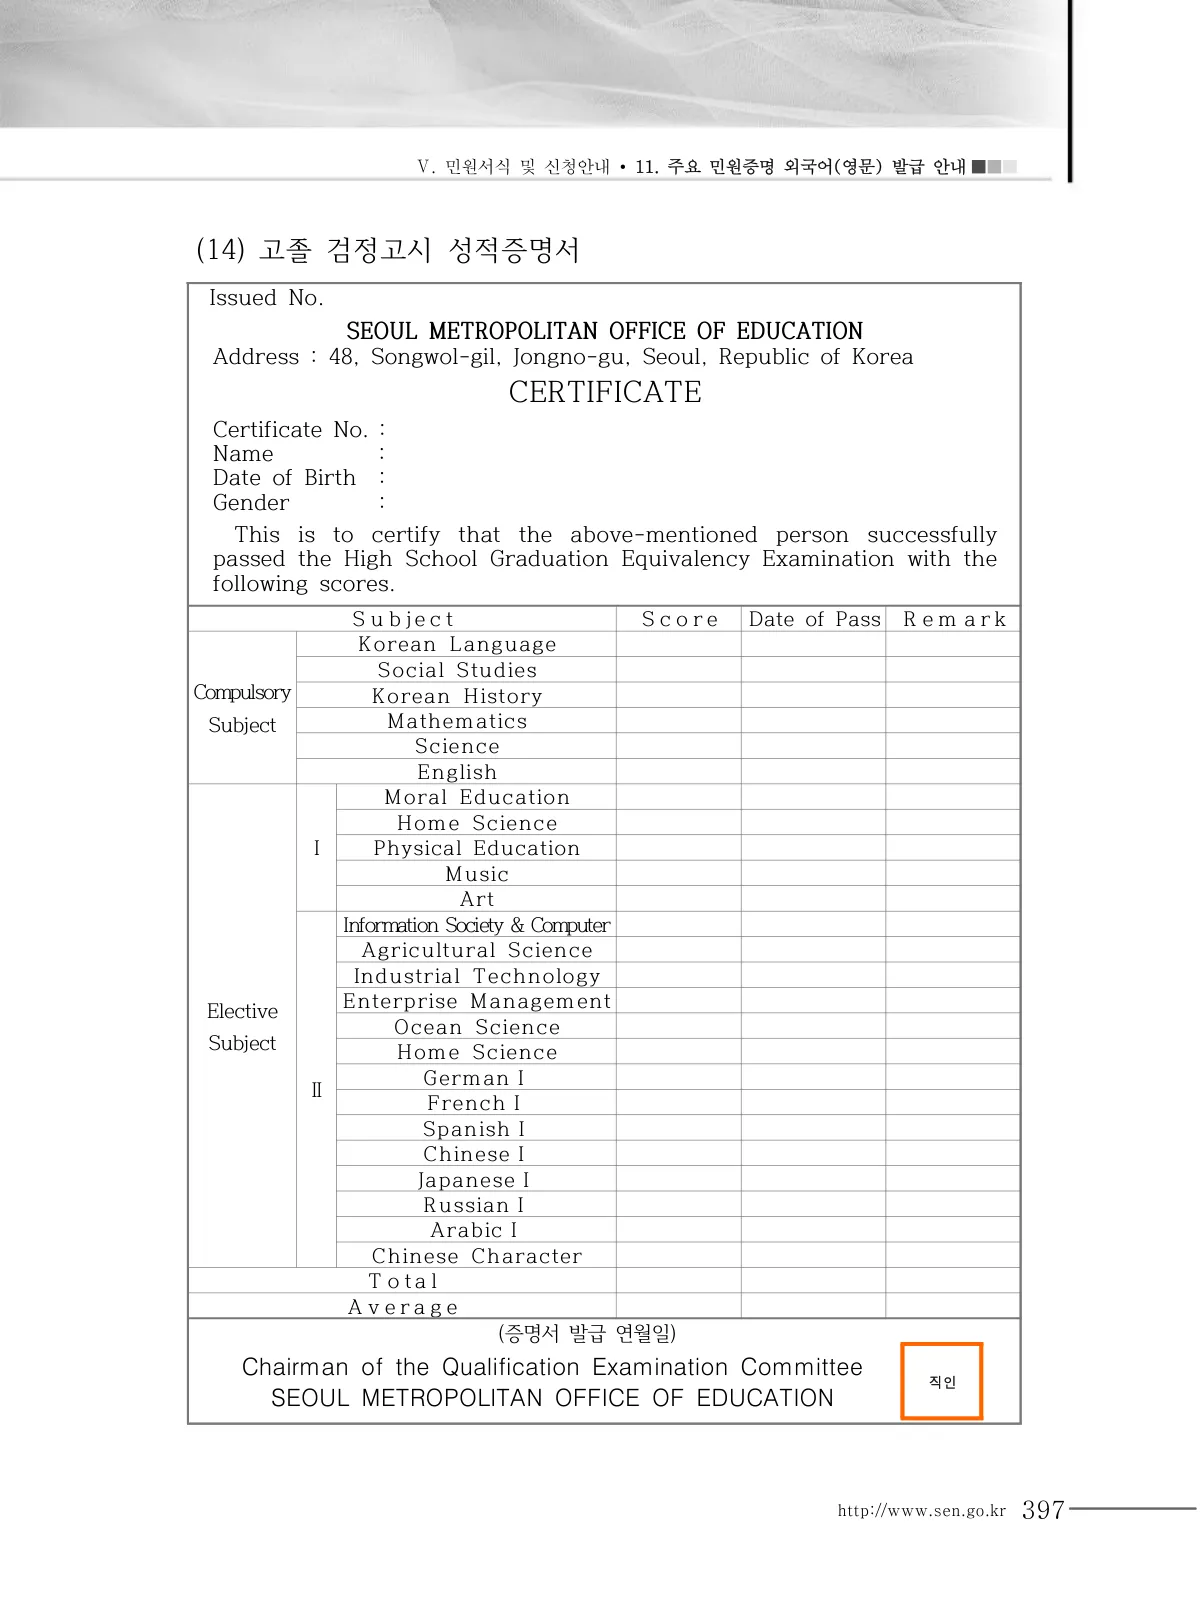 Ⅴ. 민원서식 및 신청안내 • 11. 주요 민원증명 외국어(영문) 발급 안내
(14) 고졸 검정고시 성적증명서
Issued No.
SEOUL METROPOLITAN OFFICE OF EDUCATION
Address : 48, Songwol-gil, Jongno-gu, Seoul, Republic of Korea
CERTIFICATE
Certificate No. :
Name :
Date of Birth :
Gender :
This is to certify that the above-mentioned person successfully
passed the High School Graduation Equivalency Examination with the
following scores.
Subject Score Date of Pass Remark
Compulsory
Subject
Korean Language
Social Studies
Korean History
Mathematics
Science
English
Elective
Subject
Ⅰ
Moral Education
Home Science
Physical Education
Music
Art
Ⅱ
Information Society & Computer
Agricultural Science
Industrial Technology
Enterprise Management
Ocean Science
Home Science
GermanⅠ
FrenchⅠ
SpanishⅠ
ChineseⅠ
JapaneseⅠ
RussianⅠ
ArabicⅠ
Chinese Character
Total
Average
(증명서 발급 연월일)
Chairman of the Qualification Examination Committee
SEOUL METROPOLITAN OFFICE OF EDUCATION
직인
http://www.sen.go.kr 397